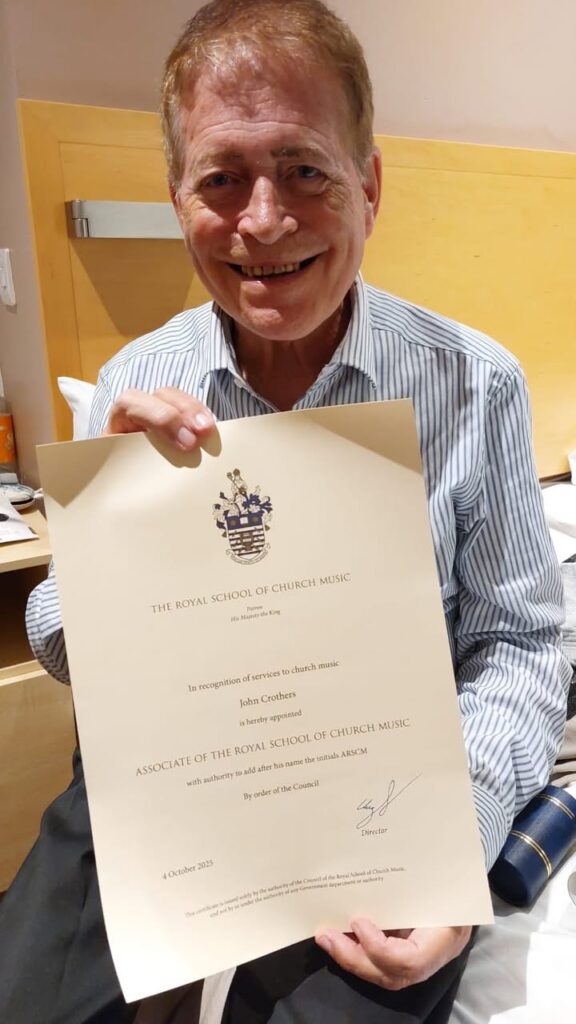 THE ROYAL SCHOOL OF CHURCH MUSIC
Patron
His Majesty the King
In recognition of services to church music
John Crothers
is hereby appointed
ASSOCIATE OF THE ROYAL SCHOOL OF CHURCH MUSIC
with authority to add after his name the initials ARSCM
By order of the Council
Director
4 October 2025
This certificate is issued solely by the authority of the Council of the Royal School of Church Music,
and not by or under the authority of any Government department or authority